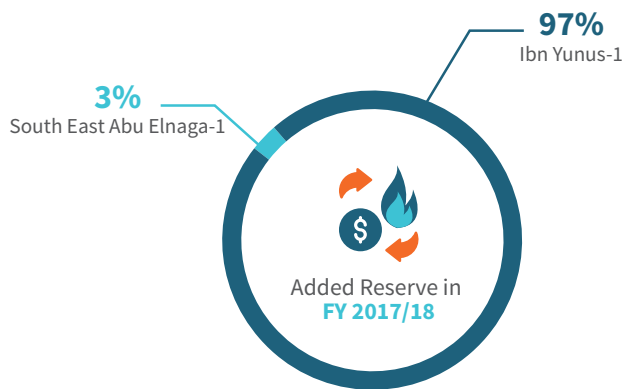 97%
Ibn Yunus-1
3%
South East Abu Elnaga-1
$
Added Reserve in
FY 2017/18